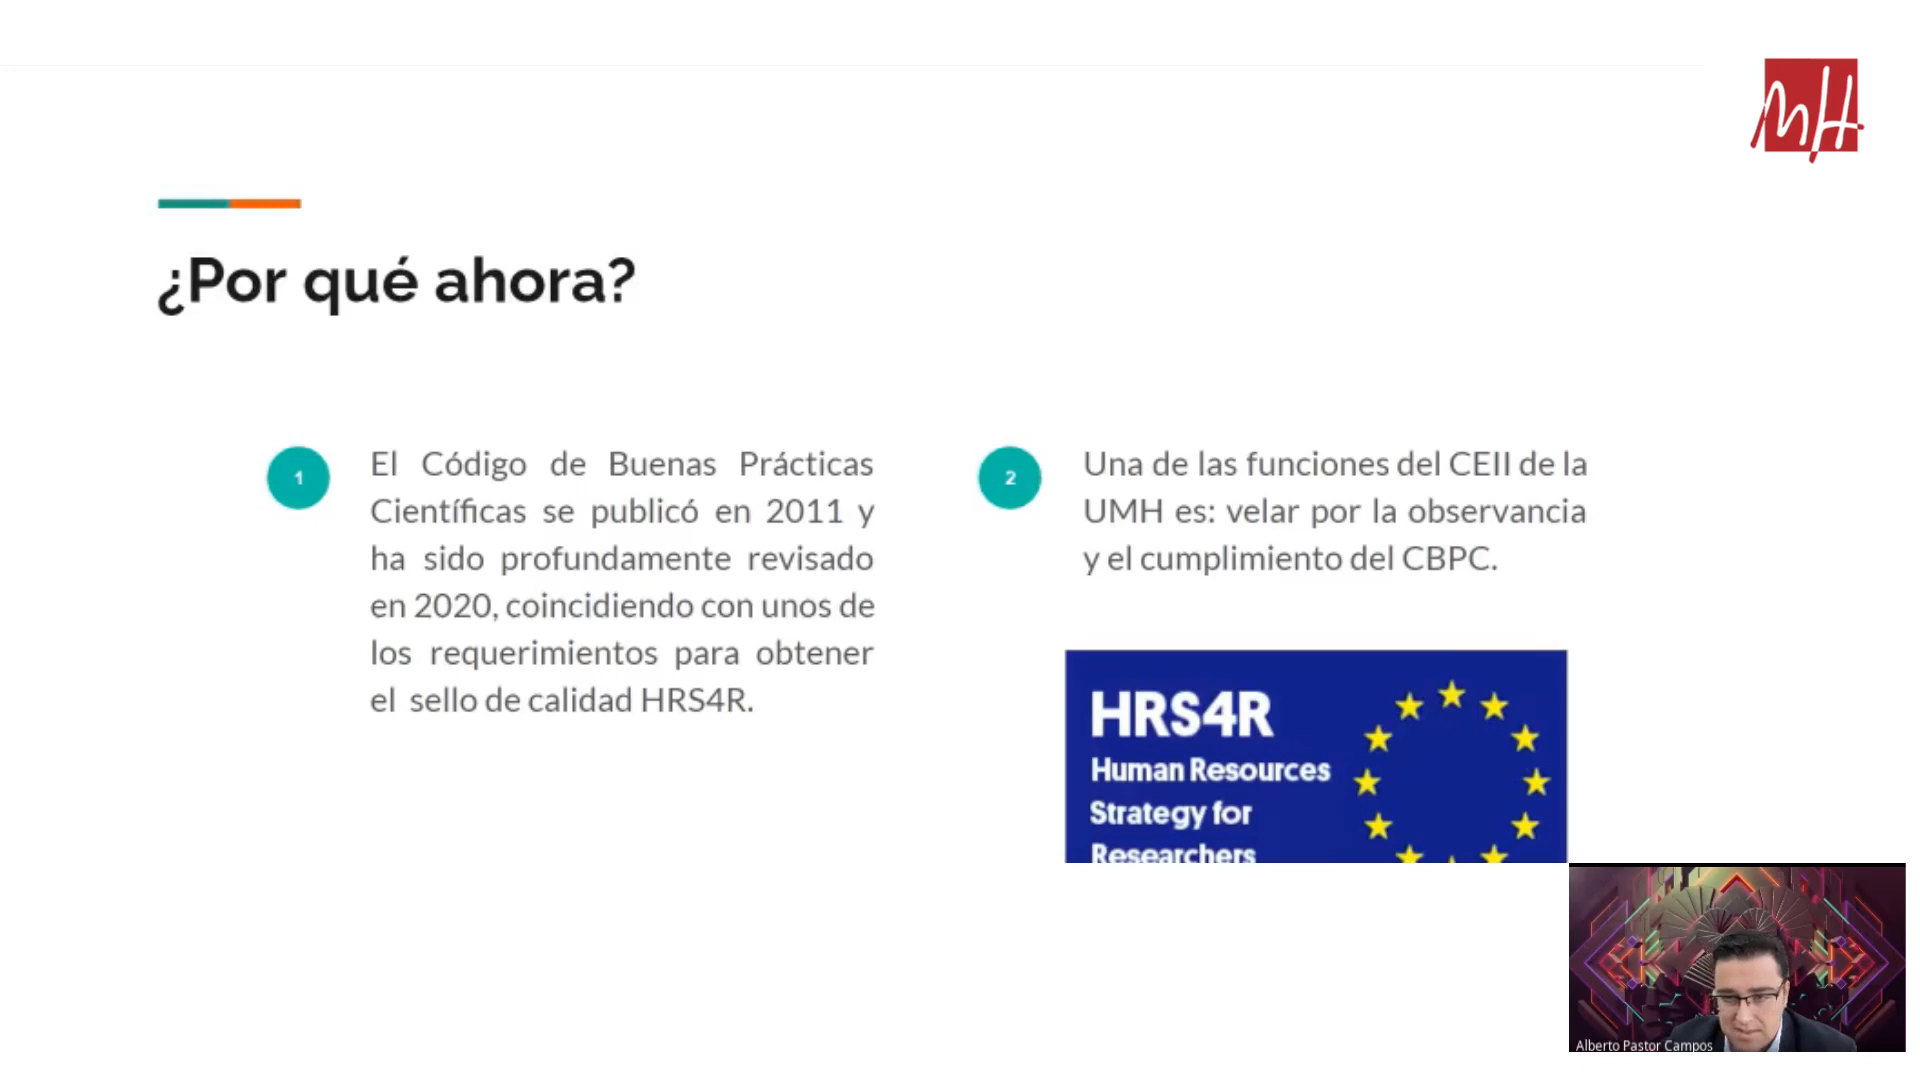 MH
¿Por qué ahora?
1
El Código de Buenas Prácticas
Científicas se publicó en 2011 y
ha sido profundamente revisado
en 2020, coincidiendo con unos de
los requerimientos para obtener
el sello de calidad HRS4R.
2
Una de las funciones del CEII de la
UMH es: velar por la observancia
y el cumplimiento del CBPC.
HRS4R
Human Resources
Strategy for
Researchers
Alberto Pastor Campos